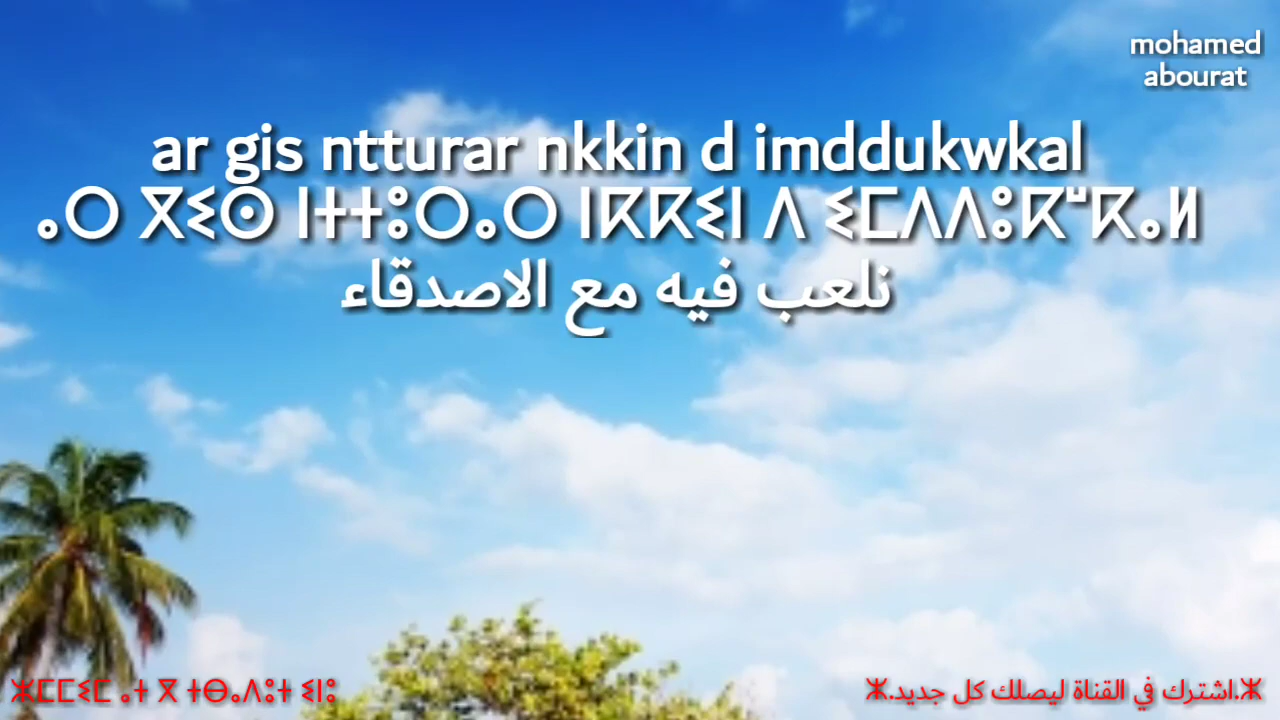 mohamed
abourat
ar gis ntturar nkkin d imddukwkal
ⴰⵔ ⴳⵉⵙ ⵏⵜⵜⵓⵔⴰⵔ ⵏⴽⴽⵉⵏ ⴷ ⵉⵎⴷⴷⵓⴽⵯⴽⴰⵍ
نلعب فيه مع الاصدقاء
ⵣⵎⵎⵉⵎ ⴰⵜ ⴳ ⵜⴱⴰⴷⵓⵜ ⵉⵏⵓ
ⵣ.اشترك في القناة ليصلك كل جديد.ⵣ